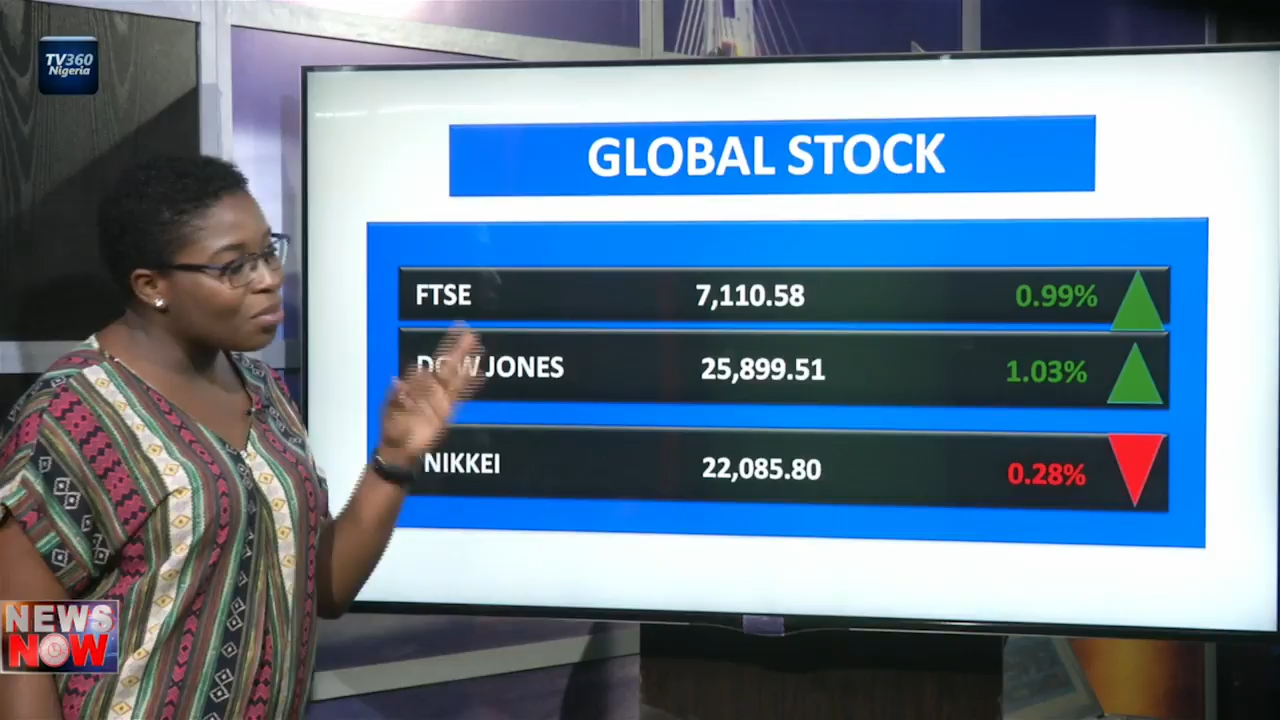 TV360
Nigeria
GLOBAL STOCK
FTSE 7,110.58 0.99%
DOW JONES 25,899.51 1.03%
NIKKEI 22,085.80 0.28%
NEWS
NOW